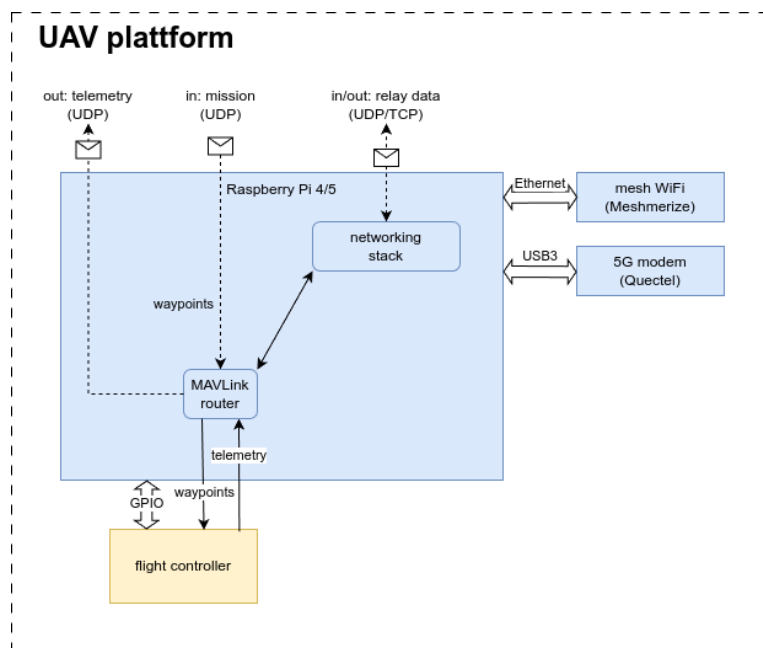 UAV plattform
out: telemetry
(UDP)
in: mission
(UDP)
in/out: relay data
(UDP/TCP)
Raspberry Pi 4/5
Ethernet
mesh WiFi
(Meshmerize)
networking
stack
USB3
5G modem
(Quectel)
waypoints
MAVLink
router
telemetry
waypoints
GPIO
flight controller